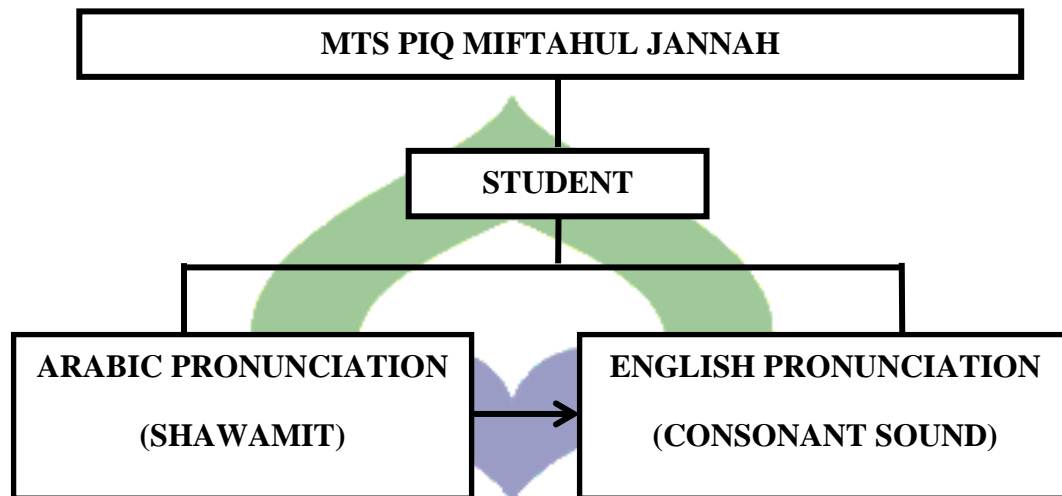 MTS PIQ MIFTAHUL JANNAH
STUDENT
ARABIC PRONUNCIATION
(SHAWAMIT)
ENGLISH PRONUNCIATION
(CONSONANT SOUND)